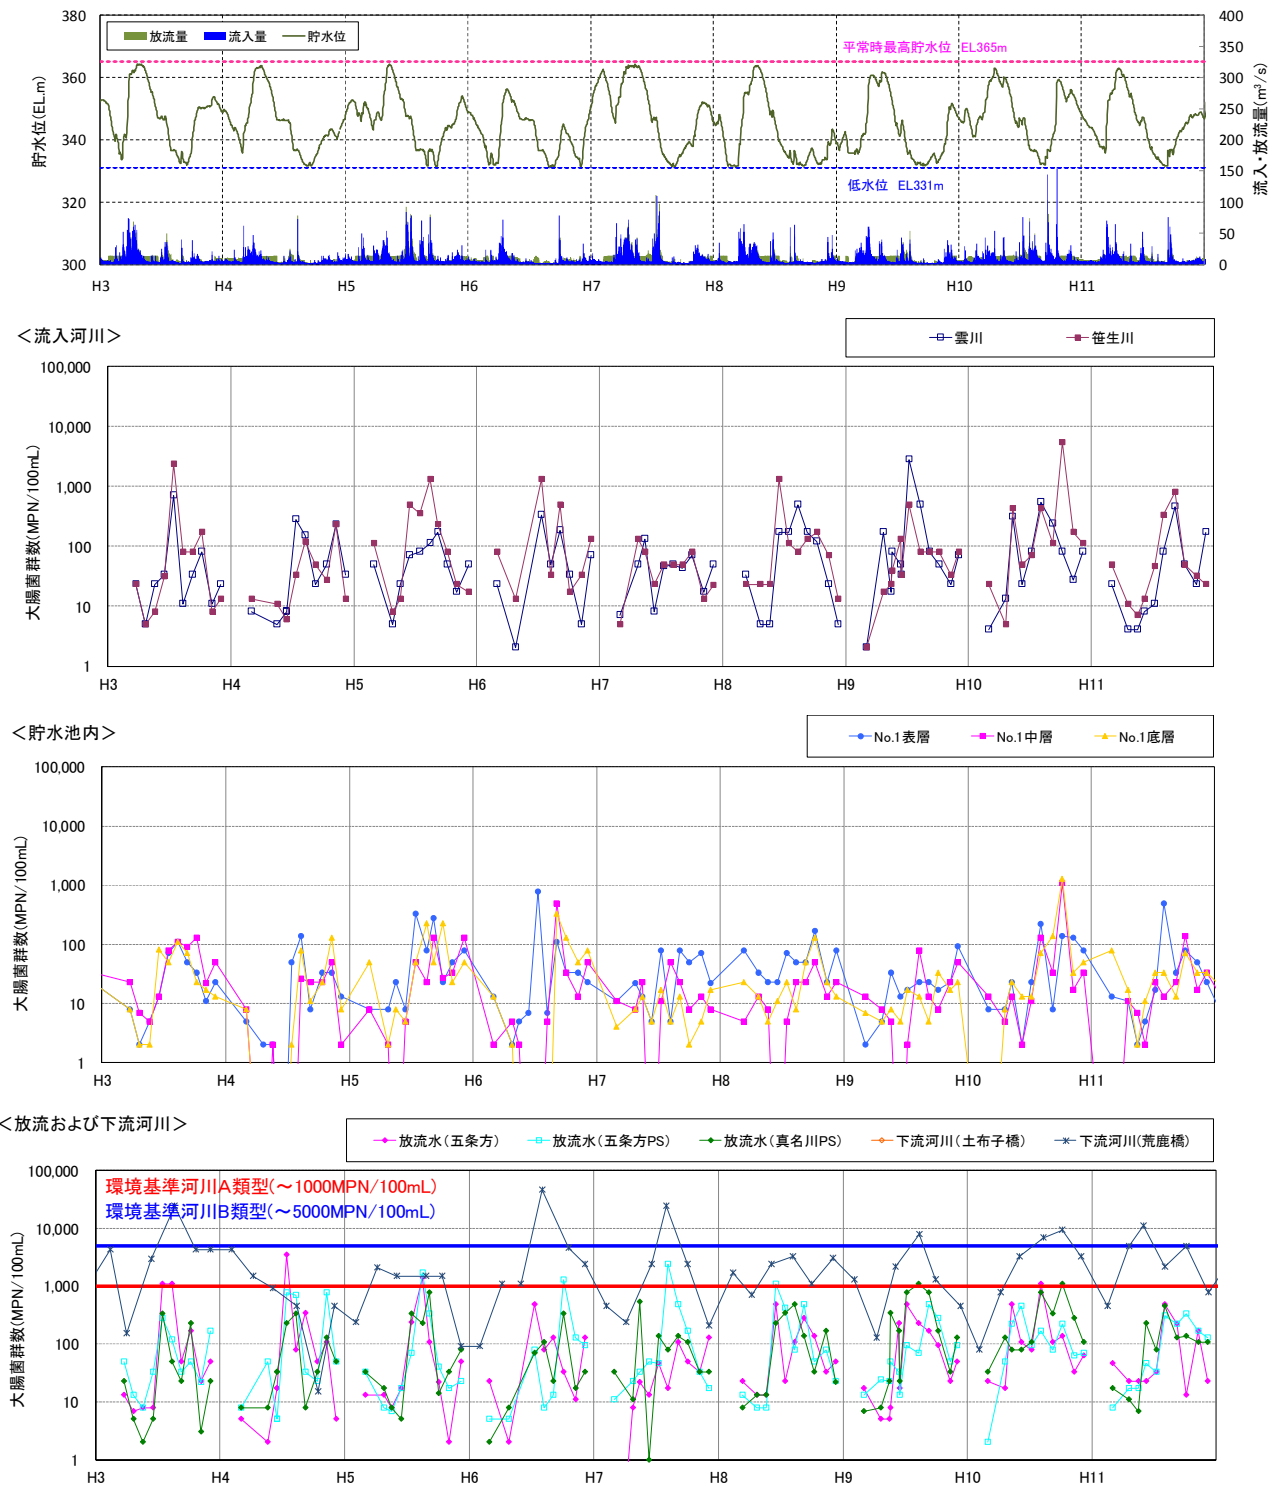 放流量 流入量 貯水位
平常時最高貯水位 EL365m
低水位 EL331m
貯水位(EL.m)
380
360
340
320
300
流入・放流量(m³/s)
400
350
300
250
200
150
100
50
0
H3 H4 H5 H6 H7 H8 H9 H10 H11
＜流入河川＞
雲川 笹生川
大腸菌群数(MPN/100mL)
100,000
10,000
1,000
100
10
1
H3 H4 H5 H6 H7 H8 H9 H10 H11
＜貯水池内＞
No.1表層 No.1中層 No.1底層
大腸菌群数(MPN/100mL)
100,000
10,000
1,000
100
10
1
H3 H4 H5 H6 H7 H8 H9 H10 H11
＜放流および下流河川＞
放流水(五条方) 放流水(五条方PS) 放流水(真名川PS) 下流河川(土布子橋) 下流河川(荒鹿橋)
環境基準河川A類型(～1000MPN/100mL)
環境基準河川B類型(～5000MPN/100mL)
大腸菌群数(MPN/100mL)
100,000
10,000
1,000
100
10
1
H3 H4 H5 H6 H7 H8 H9 H10 H11